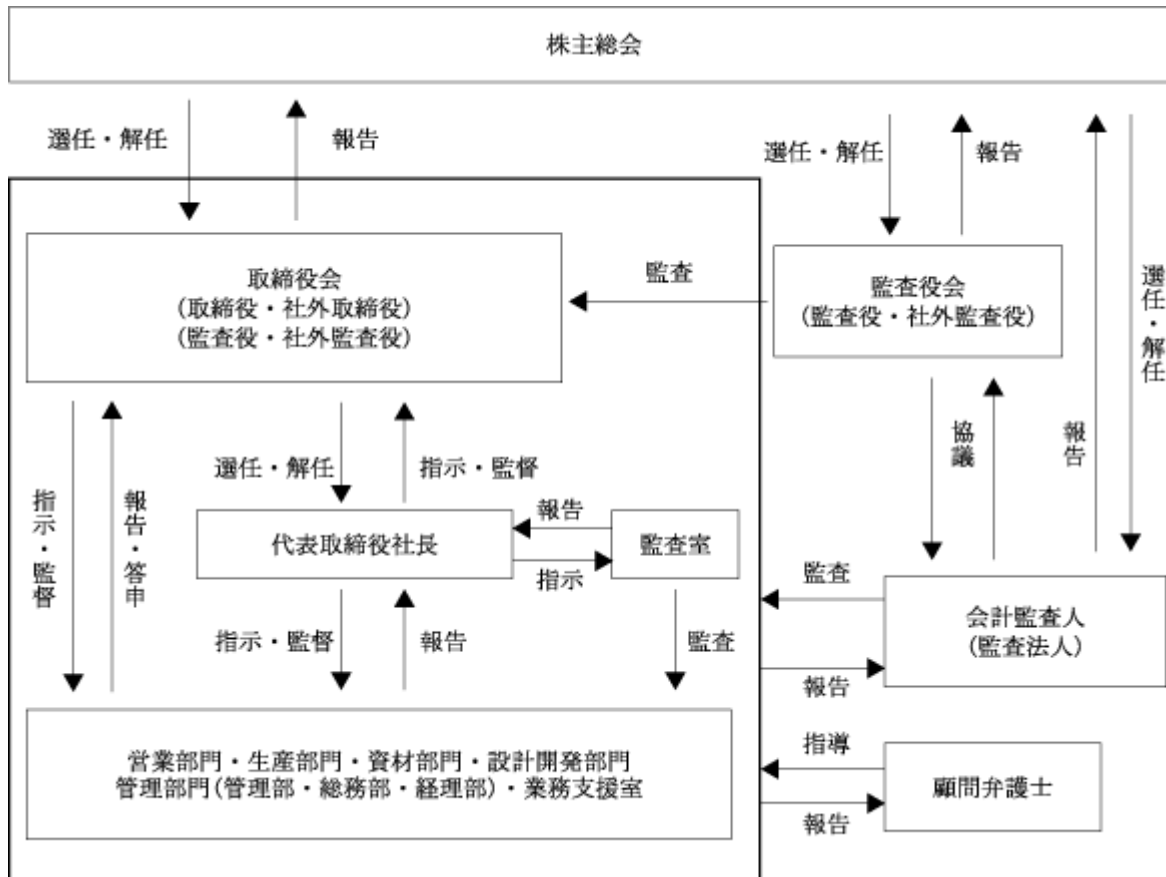 株主総会
選任・解任
報告
選任・解任
報告
取締役会
(取締役・社外取締役)
(監査役・社外監査役)
監査
監査役会
(監査役・社外監査役)
選任・解任
報告
協議
選任・解任
指示・監督
指示・監督
報告・答申
代表取締役社長
報告
指示
監査室
監査
会計監査人
(監査法人)
報告
指示・監督
報告
監査
営業部門・生産部門・資材部門・設計開発部門
管理部門(管理部・総務部・経理部)・業務支援室
指導
報告
顧問弁護士